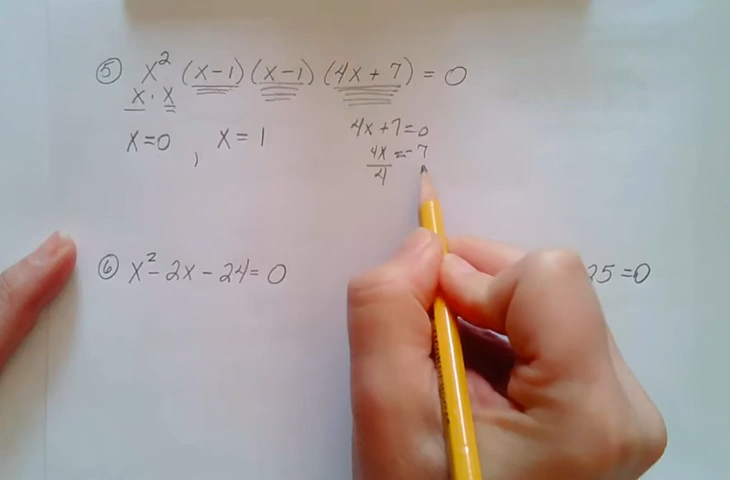 ⑤ x² (x-1)(x-1)(4x+7) = 0
x · x
x=0 , x=1
4x+7=0
4x=-7
4
⑥ x²-2x-24=0
25=0